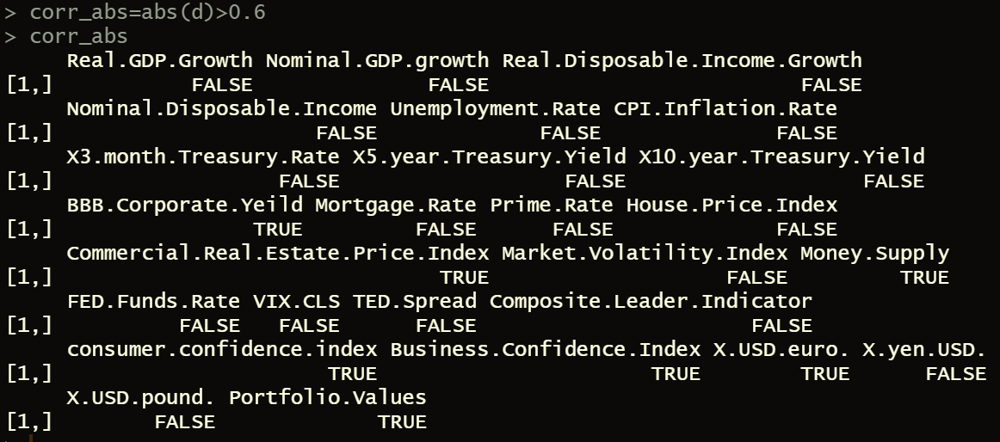 > corr_abs=abs(d)>0.6
> corr_abs
     Real.GDP.Growth Nominal.GDP.growth Real.Disposable.Income.Growth
[1,]           FALSE              FALSE                         FALSE
     Nominal.Disposable.Income Unemployment.Rate CPI.Inflation.Rate
[1,]                     FALSE             FALSE              FALSE
     X3.month.Treasury.Rate X5.year.Treasury.Yield X10.year.Treasury.Yield
[1,]                  FALSE                  FALSE                   FALSE
     BBB.Corporate.Yeild Mortgage.Rate Prime.Rate House.Price.Index
[1,]                TRUE         FALSE      FALSE             FALSE
     Commercial.Real.Estate.Price.Index Market.Volatility.Index Money.Supply
[1,]                               TRUE                   FALSE         TRUE
     FED.Funds.Rate VIX.CLS TED.Spread Composite.Leader.Indicator
[1,]          FALSE   FALSE      FALSE                      FALSE
     consumer.confidence.index Business.Confidence.Index X.USD.euro. X.yen.USD.
[1,]                      TRUE                      TRUE        TRUE      FALSE
     X.USD.pound. Portfolio.Values
[1,]        FALSE             TRUE